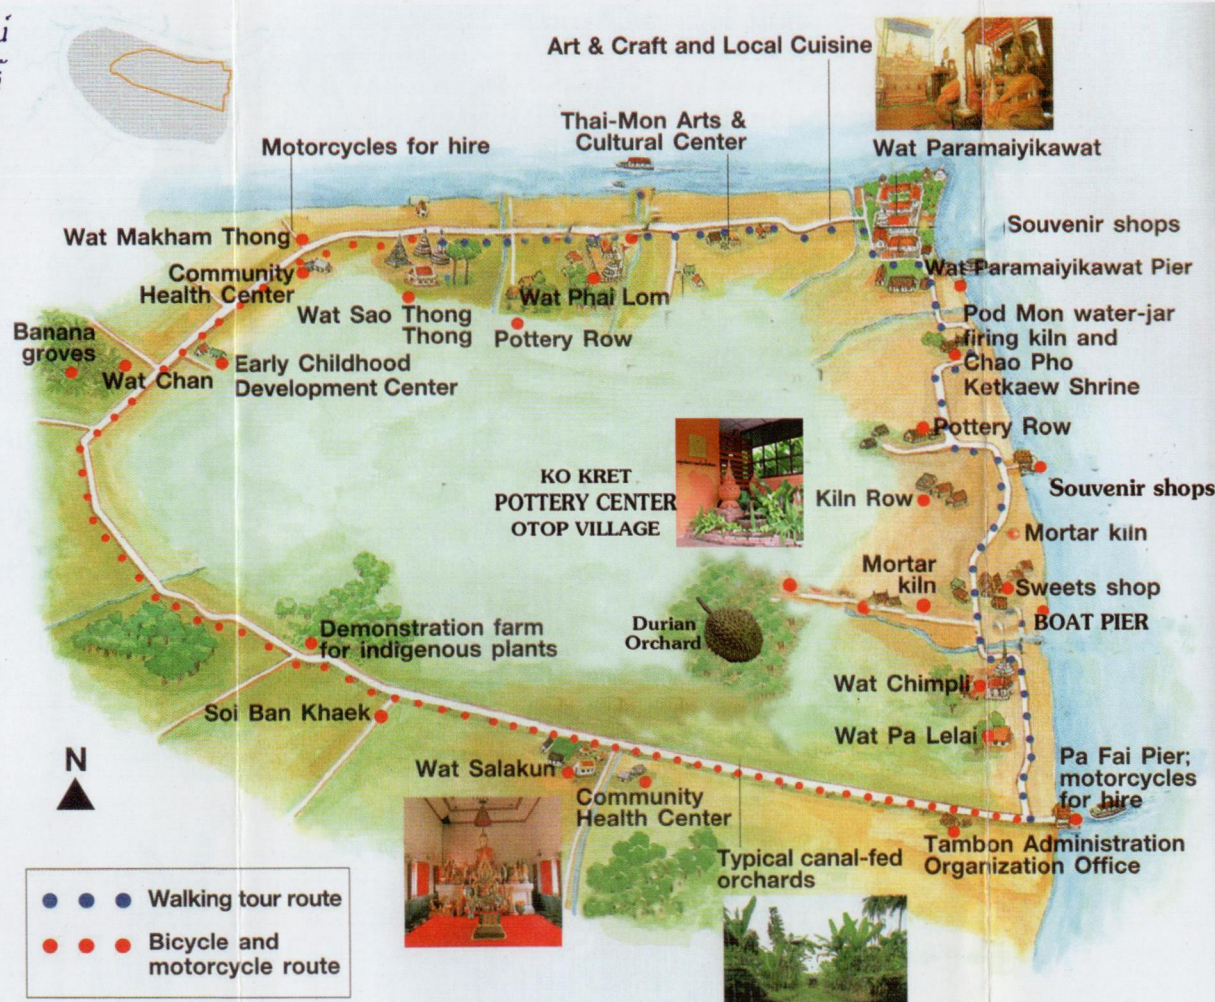 Art & Craft and Local Cuisine
Thai-Mon Arts &
Cultural Center
Motorcycles for hire
Wat Paramaiyikawat
Wat Makham Thong
Souvenir shops
Community
Health Center
Wat Paramaiyikawat Pier
Wat Sao Thong
Thong
Wat Phai Lom
Pottery Row
Pod Mon water-jar
firing kiln and
Chao Pho
Ketkaew Shrine
Banana
groves
Wat Chan
Early Childhood
Development Center
Pottery Row
KO KRET
POTTERY CENTER
OTOP VILLAGE
Kiln Row
Souvenir shops
Mortar kiln
Mortar
kiln
Sweets shop
BOAT PIER
Durian
Orchard
Demonstration farm
for indigenous plants
Wat Chimpli
Soi Ban Khaek
Wat Pa Lelai
N
Wat Salakun
Pa Fai Pier;
motorcycles
for hire
Community
Health Center
Tambon Administration
Organization Office
Typical canal-fed
orchards
Walking tour route
Bicycle and
motorcycle route